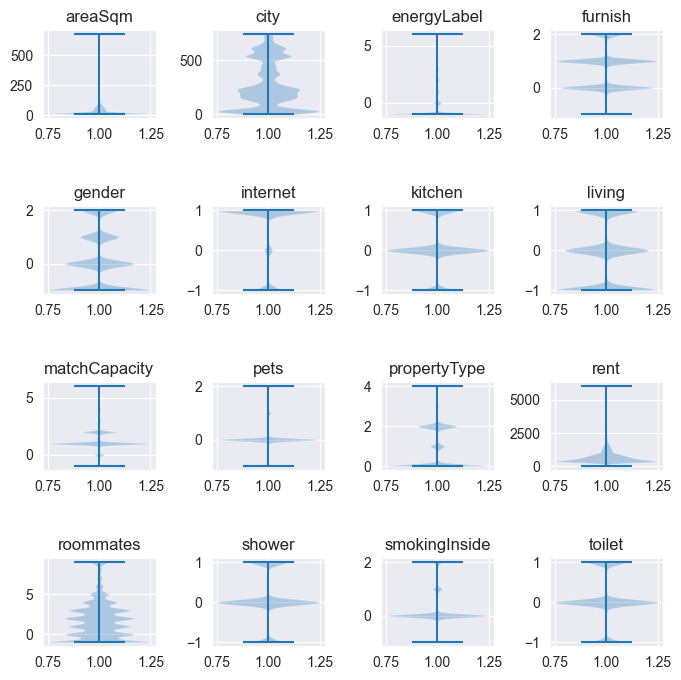 areaSqm city energyLabel furnish
500 500 5 2
250 0
0 0 0
0.75 1.00 1.25 0.75 1.00 1.25 0.75 1.00 1.25 0.75 1.00 1.25
gender internet kitchen living
2 1 1 1
0 0 0 0
−1 −1 −1
0.75 1.00 1.25 0.75 1.00 1.25 0.75 1.00 1.25 0.75 1.00 1.25
matchCapacity pets propertyType rent
5 2 4 5000
0 0 2 2500
0 0
0.75 1.00 1.25 0.75 1.00 1.25 0.75 1.00 1.25 0.75 1.00 1.25
roommates shower smokingInside toilet
5 1 2 1
0 0 0 0
−1 −1
0.75 1.00 1.25 0.75 1.00 1.25 0.75 1.00 1.25 0.75 1.00 1.25